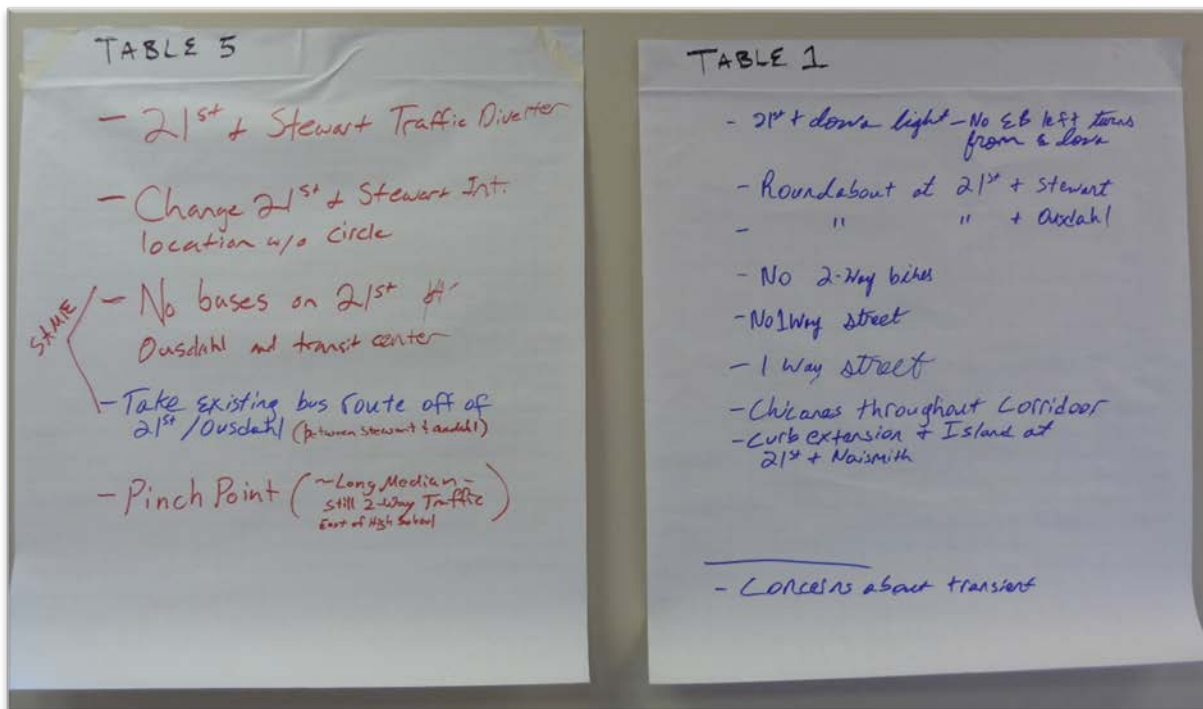 TABLE 5
- 21st + Stewart Traffic Diverter
- Change 21st + Stewart Int.
location w/o circle
SAME
- No buses on 21st
Ousdahl and transit center
- Take existing bus route off of
21st / Ousdahl (between Stewart & ousdahl)
- Pinch Point ( ~Long Median -
Still 2-Way Traffic
East of High School )
TABLE 1
- 21st + Iowa light - No EB left turns
from Iowa
- Roundabout at 21st + Stewart
- " " + Ousdahl
- No 2-Way bikes
- No 1 Way street
- 1 Way street
- Chicanes throughout Corridor
- Curb extension + Island at
21st + Naismith
- Concerns about transient